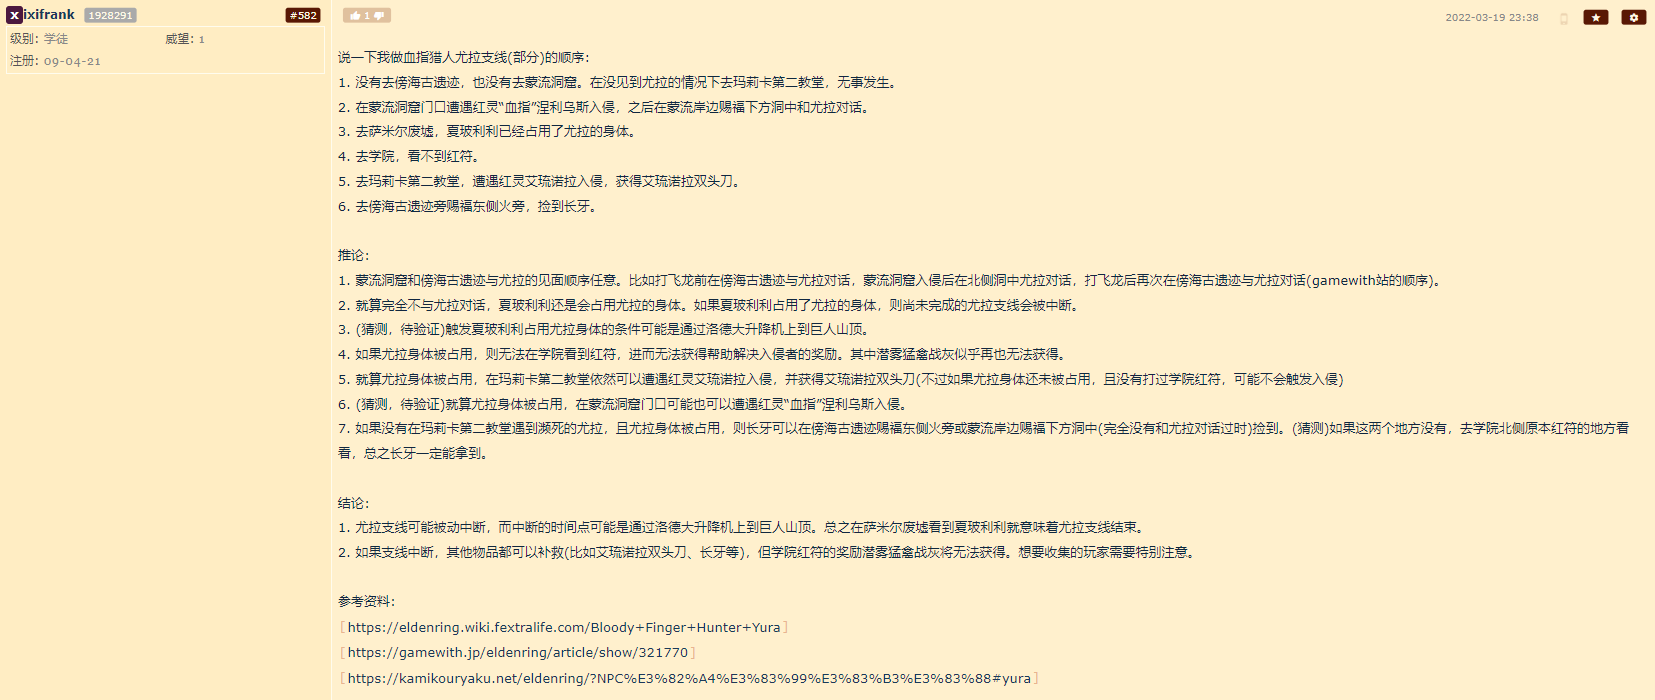 xixifrank 1928291 #582
级别: 学徒 威望: 1
注册: 09-04-21
1 2022-03-19 23:38
说一下我做血指猎人尤拉支线(部分)的顺序:
1. 没有去傍海古遗迹，也没有去蒙流洞窟。在没见到尤拉的情况下去玛莉卡第二教堂，无事发生。
2. 在蒙流洞窟门口遭遇红灵“血指”涅利乌斯入侵，之后在蒙流岸边赐福下方洞中和尤拉对话。
3. 去萨米尔废墟，夏玻利利已经占用了尤拉的身体。
4. 去学院，看不到红符。
5. 去玛莉卡第二教堂，遭遇红灵艾琉诺拉入侵，获得艾琉诺拉双头刀。
6. 去傍海古遗迹旁赐福东侧火旁，捡到长牙。
推论:
1. 蒙流洞窟和傍海古遗迹与尤拉的见面顺序任意。比如打飞龙前在傍海古遗迹与尤拉对话，蒙流洞窟入侵后在北侧洞中尤拉对话，打飞龙后再次在傍海古遗迹与尤拉对话(gamewith站的顺序)。
2. 就算完全不与尤拉对话，夏玻利利还是会占用尤拉的身体。如果夏玻利利占用了尤拉的身体，则尚未完成的尤拉支线会被中断。
3. (猜测，待验证)触发夏玻利利占用尤拉身体的条件可能是通过洛德大升降机上到巨人山顶。
4. 如果尤拉身体被占用，则无法在学院看到红符，进而无法获得帮助解决入侵者的奖励。其中潜雾猛禽战灰似乎再也无法获得。
5. 就算尤拉身体被占用，在玛莉卡第二教堂依然可以遭遇红灵艾琉诺拉入侵，并获得艾琉诺拉双头刀(不过如果尤拉身体还未被占用，且没有打过学院红符，可能不会触发入侵)
6. (猜测，待验证)就算尤拉身体被占用，在蒙流洞窟门口可能也可以遭遇红灵“血指”涅利乌斯入侵。
7. 如果没有在玛莉卡第二教堂遇到濒死的尤拉，且尤拉身体被占用，则长牙可以在傍海古遗迹赐福东侧火旁或蒙流岸边赐福下方洞中(完全没有和尤拉对话过时)捡到。(猜测)如果这两个地方没有，去学院北侧原本红符的地方看
看，总之长牙一定能拿到。
结论:
1. 尤拉支线可能被动中断，而中断的时间点可能是通过洛德大升降机上到巨人山顶。总之在萨米尔废墟看到夏玻利利就意味着尤拉支线结束。
2. 如果支线中断，其他物品都可以补救(比如艾琉诺拉双头刀、长牙等)，但学院红符的奖励潜雾猛禽战灰将无法获得。想要收集的玩家需要特别注意。
参考资料:
[https://eldenring.wiki.fextralife.com/Bloody+Finger+Hunter+Yura]
[https://gamewith.jp/eldenring/article/show/321770]
[https://kamikouryaku.net/eldenring/?NPC%E3%82%A4%E3%83%99%E3%83%B3%E3%83%88#yura]